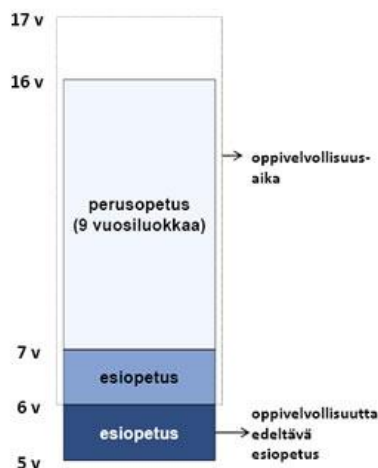 17 v
16 v
oppivelvollisuus-
aika
perusopetus
(9 vuosiluokkaa)
7 v
esiopetus
6 v
esiopetus
oppivelvollisuutta
edeltävä
esiopetus
5 v